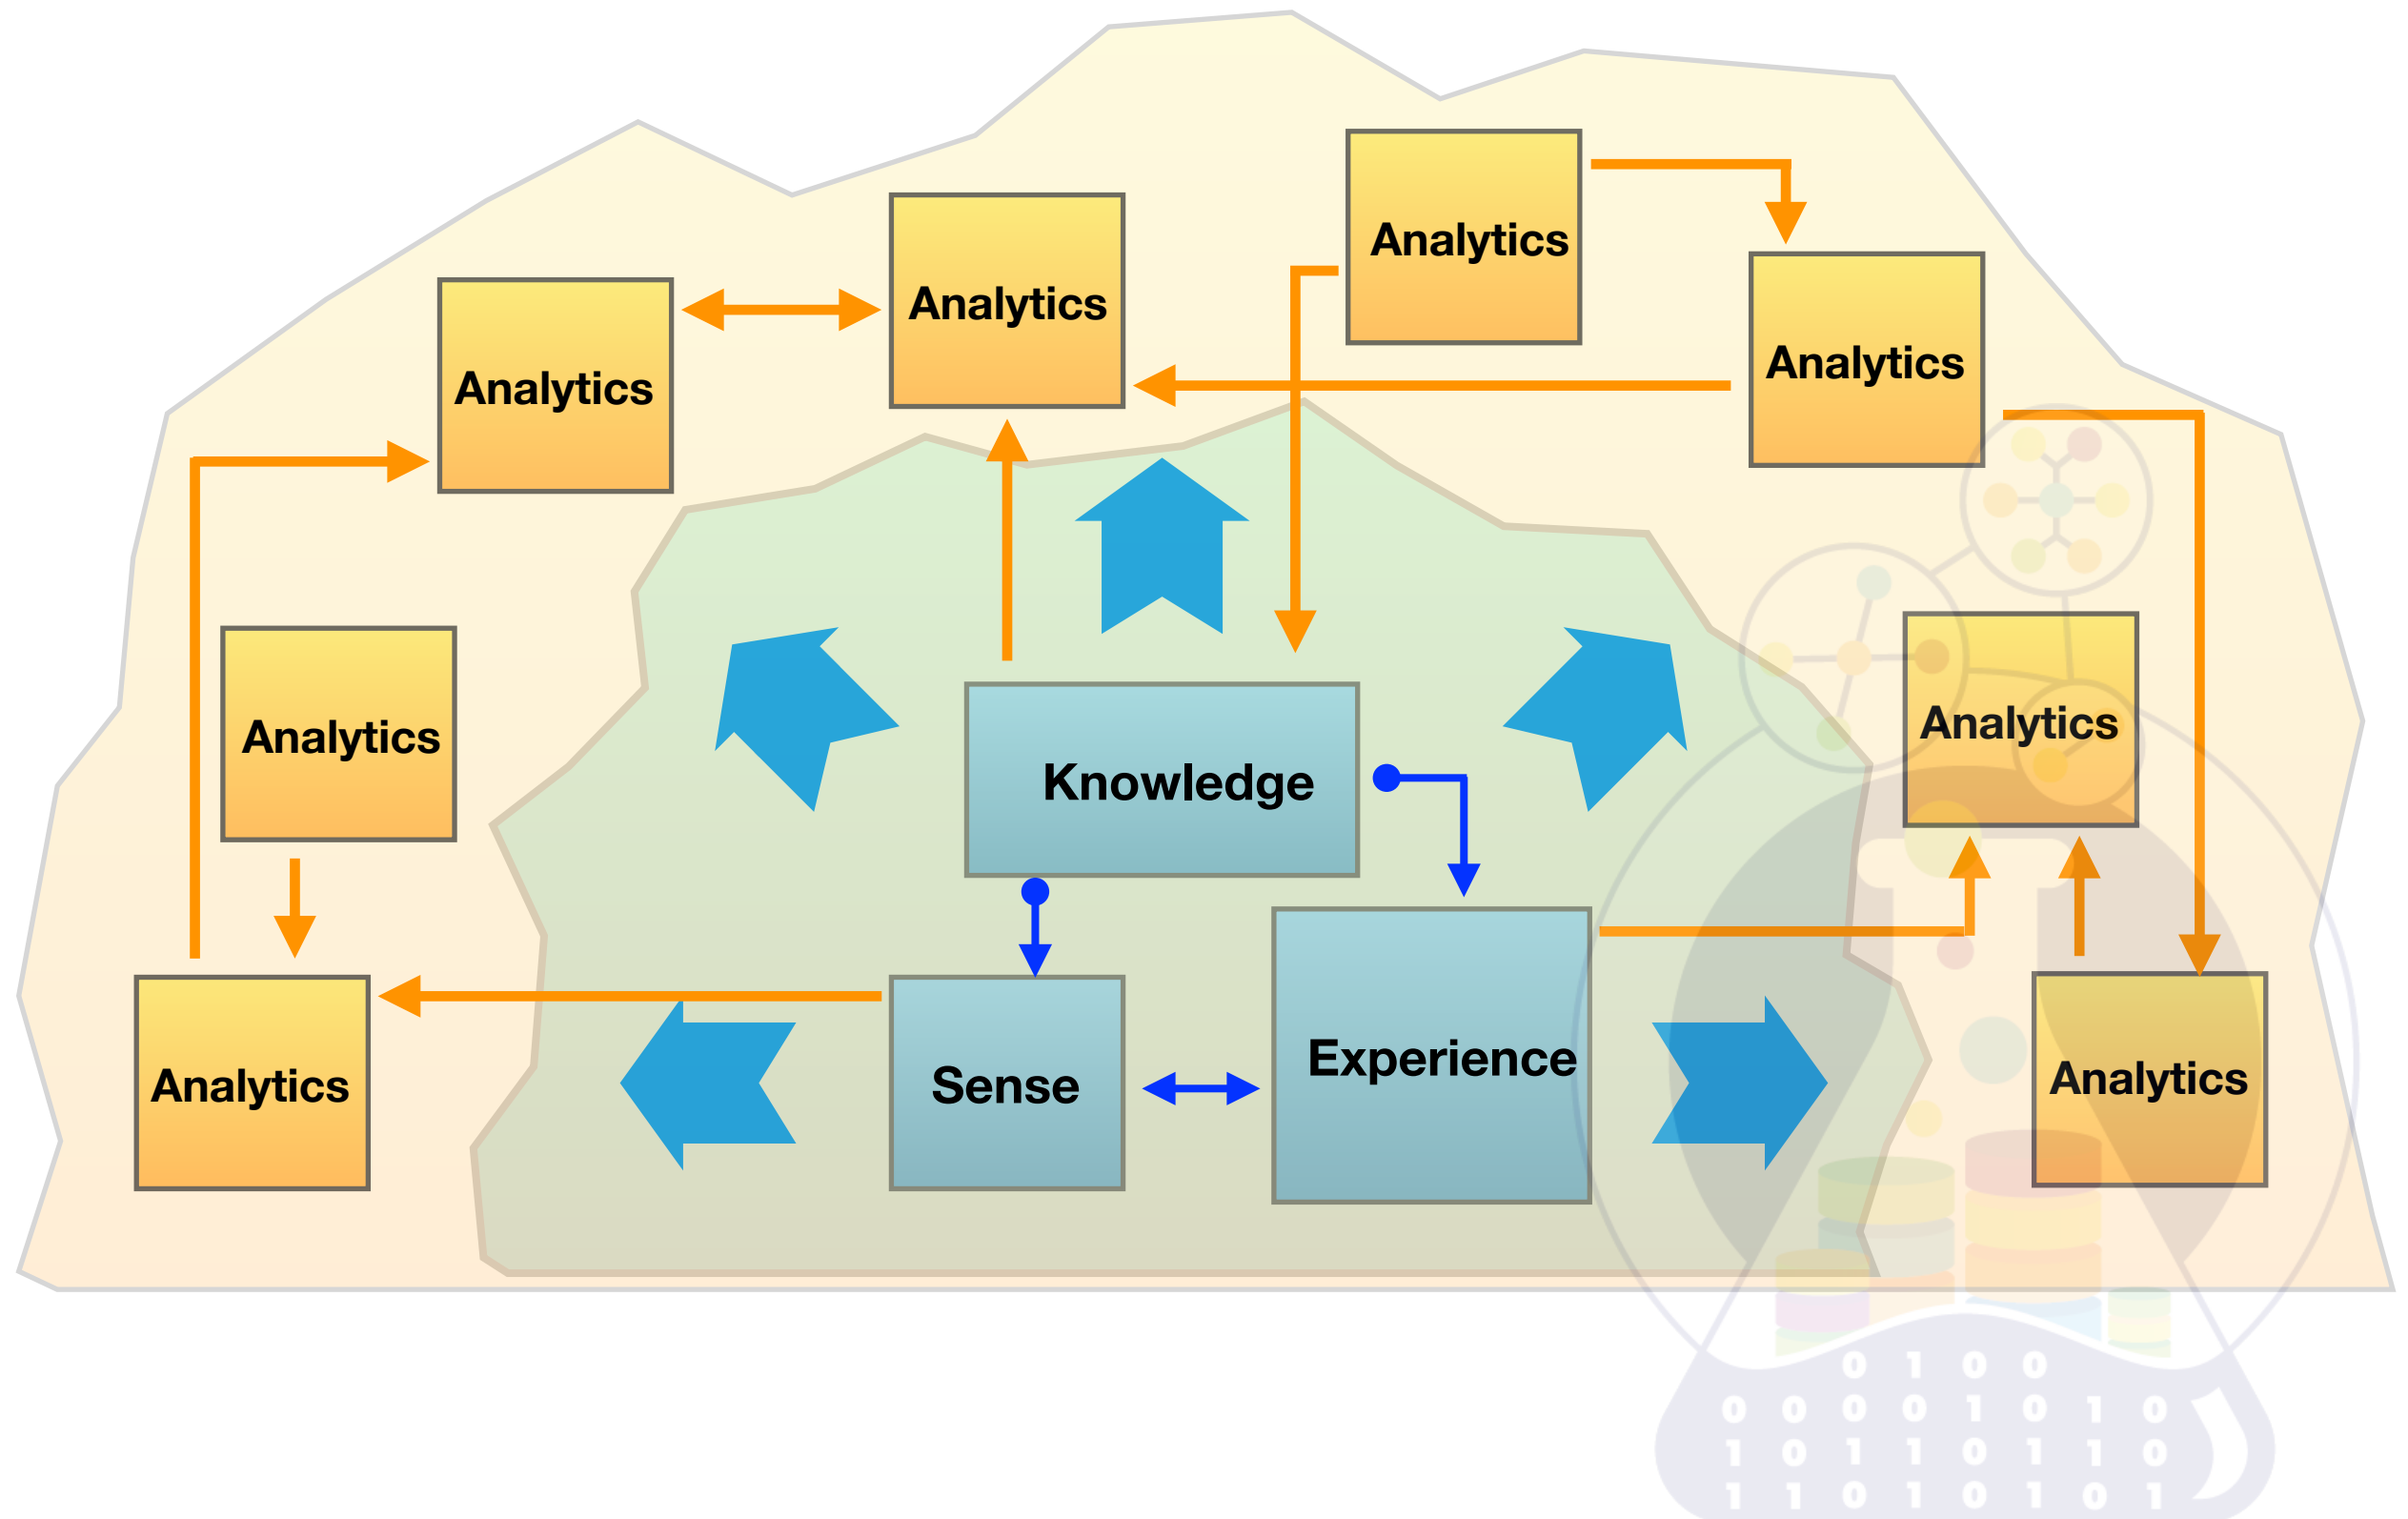 Analytics
Analytics
Analytics
Analytics
Analytics
Analytics
Knowledge
Experience
Sense
Analytics
Analytics
0 1 0 0
0 0 0 0 1 0 1 0
1 0 1 1 0 1 1 0
1 1 0 1 0 1 0 1